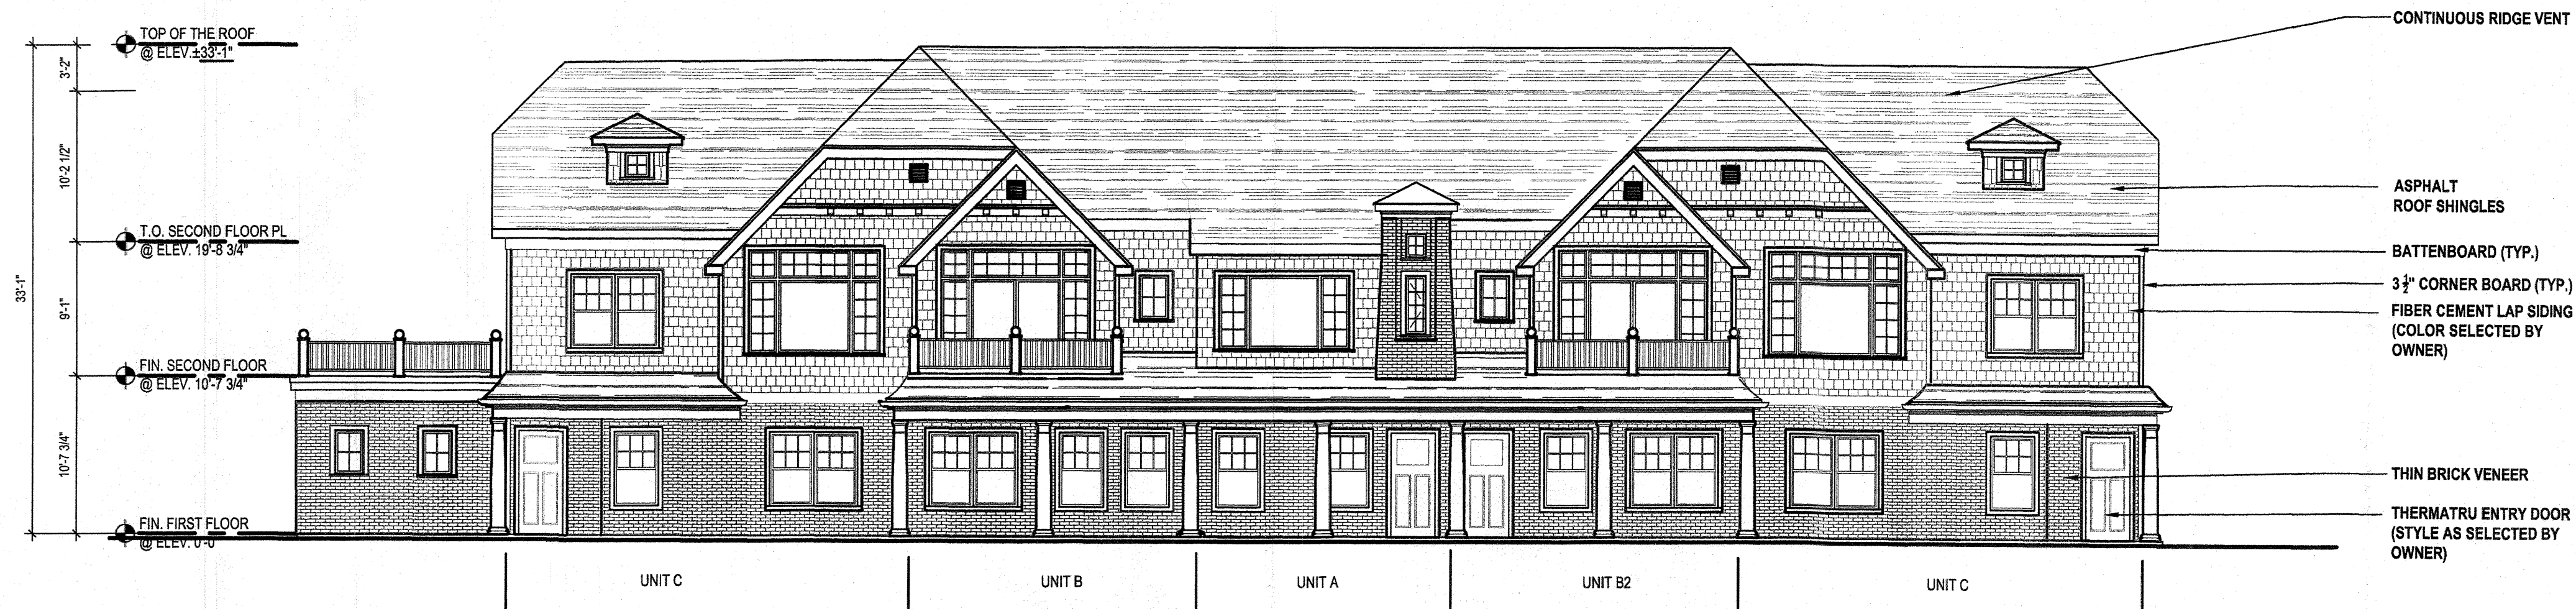 TOP OF THE ROOF
@ ELEV.±33'-1"
3'-2"
10'-2 1/2"
T.O. SECOND FLOOR PL
@ ELEV. 19'-8 3/4"
33'-1"
9'-1"
FIN. SECOND FLOOR
@ ELEV. 10'-7 3/4"
10'-7 3/4"
FIN. FIRST FLOOR
@ ELEV. 0'-0"
CONTINUOUS RIDGE VENT
ASPHALT
ROOF SHINGLES
BATTENBOARD (TYP.)
3 1/2" CORNER BOARD (TYP.)
FIBER CEMENT LAP SIDING
(COLOR SELECTED BY
OWNER)
THIN BRICK VENEER
THERMATRU ENTRY DOOR
(STYLE AS SELECTED BY
OWNER)
UNIT C
UNIT B
UNIT A
UNIT B2
UNIT C